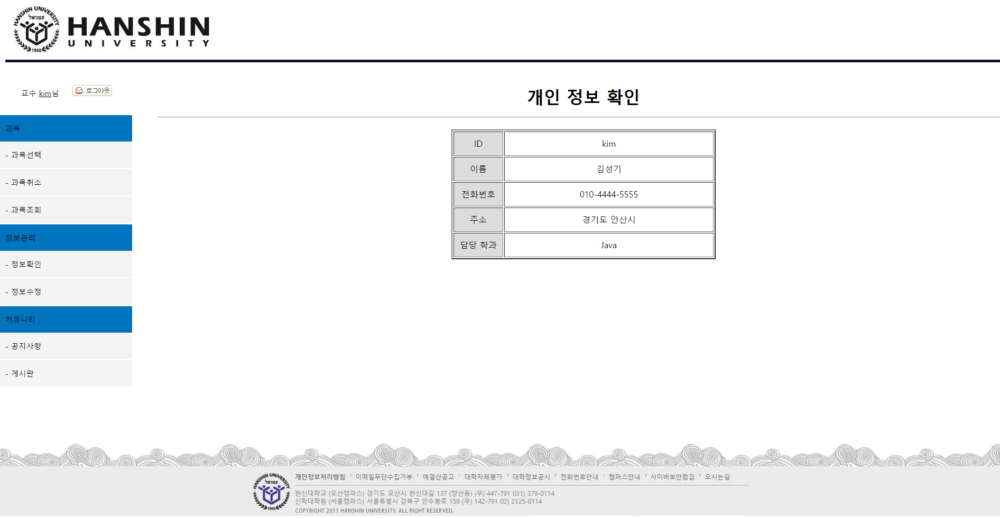 HANSHIN UNIVERSITY
עמנואל
1940
HANSHIN
UNIVERSITY
교수 kim님
로그아웃
개인 정보 확인
과목
- 과목선택
- 과목취소
- 과목조회
정보관리
- 정보확인
- 정보수정
커뮤니티
- 공지사항
- 게시판
ID kim
이름 김성기
전화번호 010-4444-5555
주소 경기도 안산시
담당 학과 Java
HANSHIN UNIVERSITY
עמנואל
1940
개인정보처리방침 이메일무단수집거부 예결산공고 대학자체평가 대학정보공시 전화번호안내 캠퍼스안내 사이버보안점검 오시는길
한신대학교 (오산캠퍼스) 경기도 오산시 한신대길 137 (양산동) (우) 447-791 031) 379-0114
신학대학원 (서울캠퍼스) 서울특별시 강북구 인수봉로 159 (우) 142-791 02) 2125-0114
COPYRIGHT 2011 HANSHIN UNIVERSITY. ALL RIGHT RESERVED.